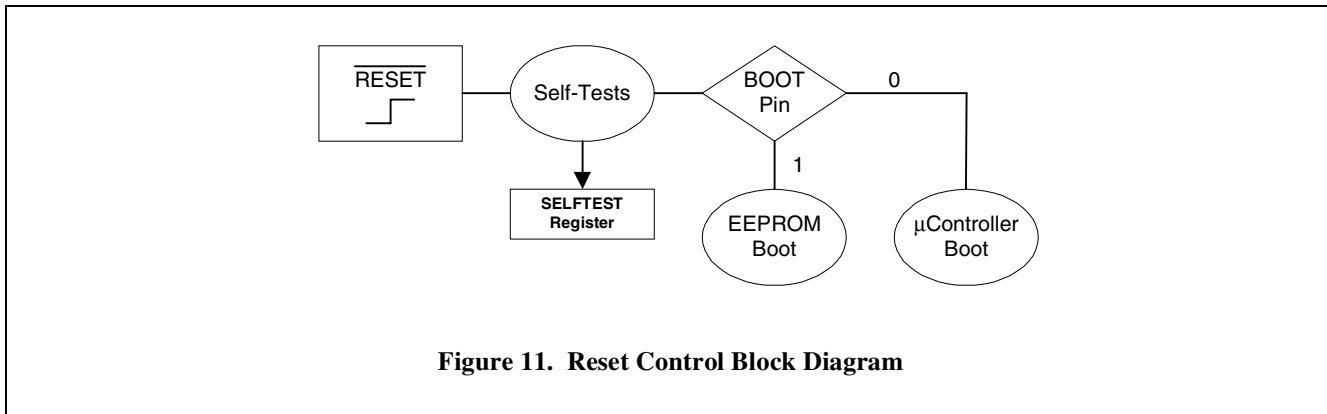 RESET
Self-Tests
BOOT
Pin
0
1
SELFTEST
Register
EEPROM
Boot
μController
Boot
Figure 11. Reset Control Block Diagram